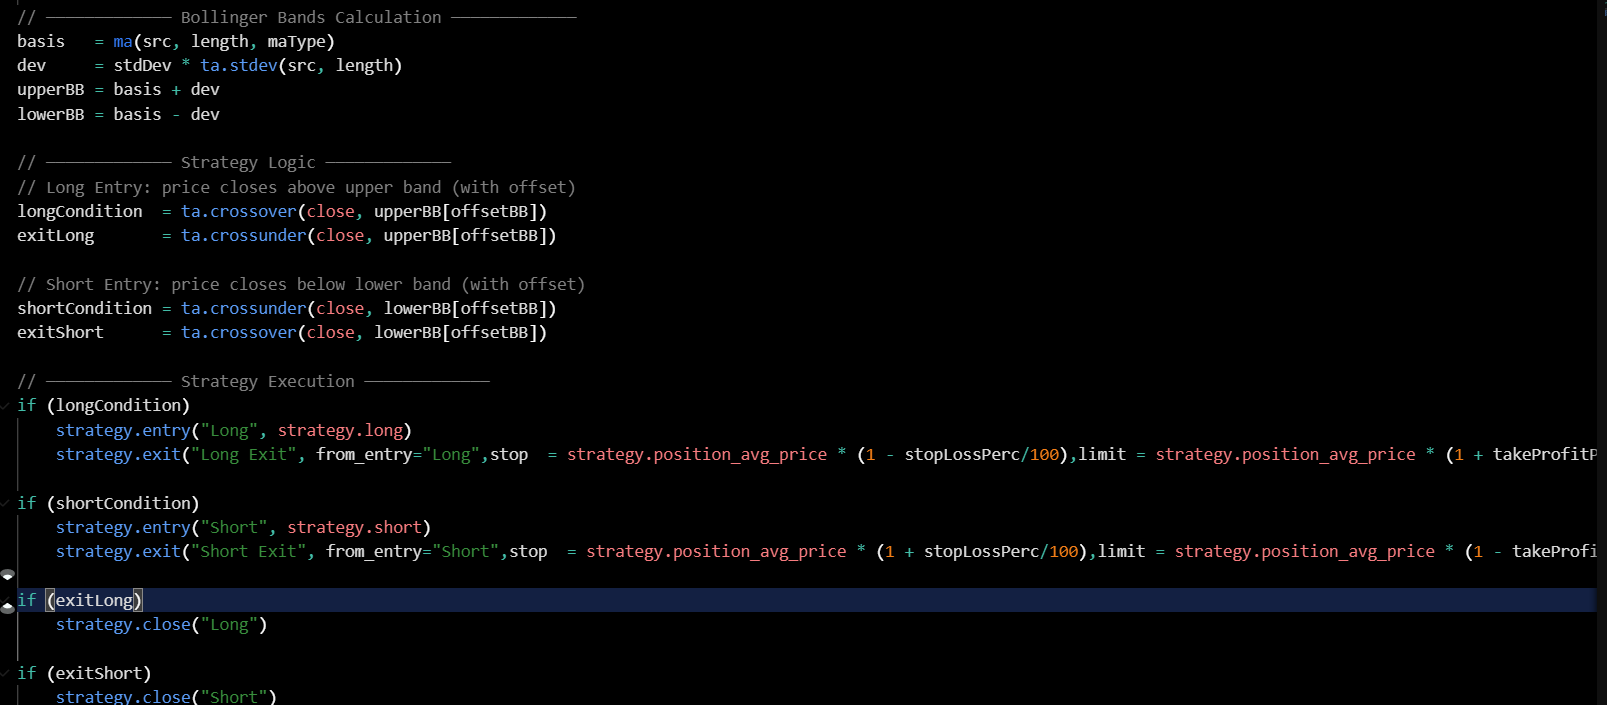 // ───────────── Bollinger Bands Calculation ─────────────
basis   = ma(src, length, maType)
dev     = stdDev * ta.stdev(src, length)
upperBB = basis + dev
lowerBB = basis - dev
// ───────────── Strategy Logic ─────────────
// Long Entry: price closes above upper band (with offset)
longCondition  = ta.crossover(close, upperBB[offsetBB])
exitLong       = ta.crossunder(close, upperBB[offsetBB])
// Short Entry: price closes below lower band (with offset)
shortCondition = ta.crossunder(close, lowerBB[offsetBB])
exitShort      = ta.crossover(close, lowerBB[offsetBB])
// ───────────── Strategy Execution ─────────────
if (longCondition)
    strategy.entry("Long", strategy.long)
    strategy.exit("Long Exit", from_entry="Long",stop  = strategy.position_avg_price * (1 - stopLossPerc/100),limit = strategy.position_avg_price * (1 + takeProfitP
if (shortCondition)
    strategy.entry("Short", strategy.short)
    strategy.exit("Short Exit", from_entry="Short",stop  = strategy.position_avg_price * (1 + stopLossPerc/100),limit = strategy.position_avg_price * (1 - takeProfi
if (exitLong)
    strategy.close("Long")
if (exitShort)
    strategy.close("Short")